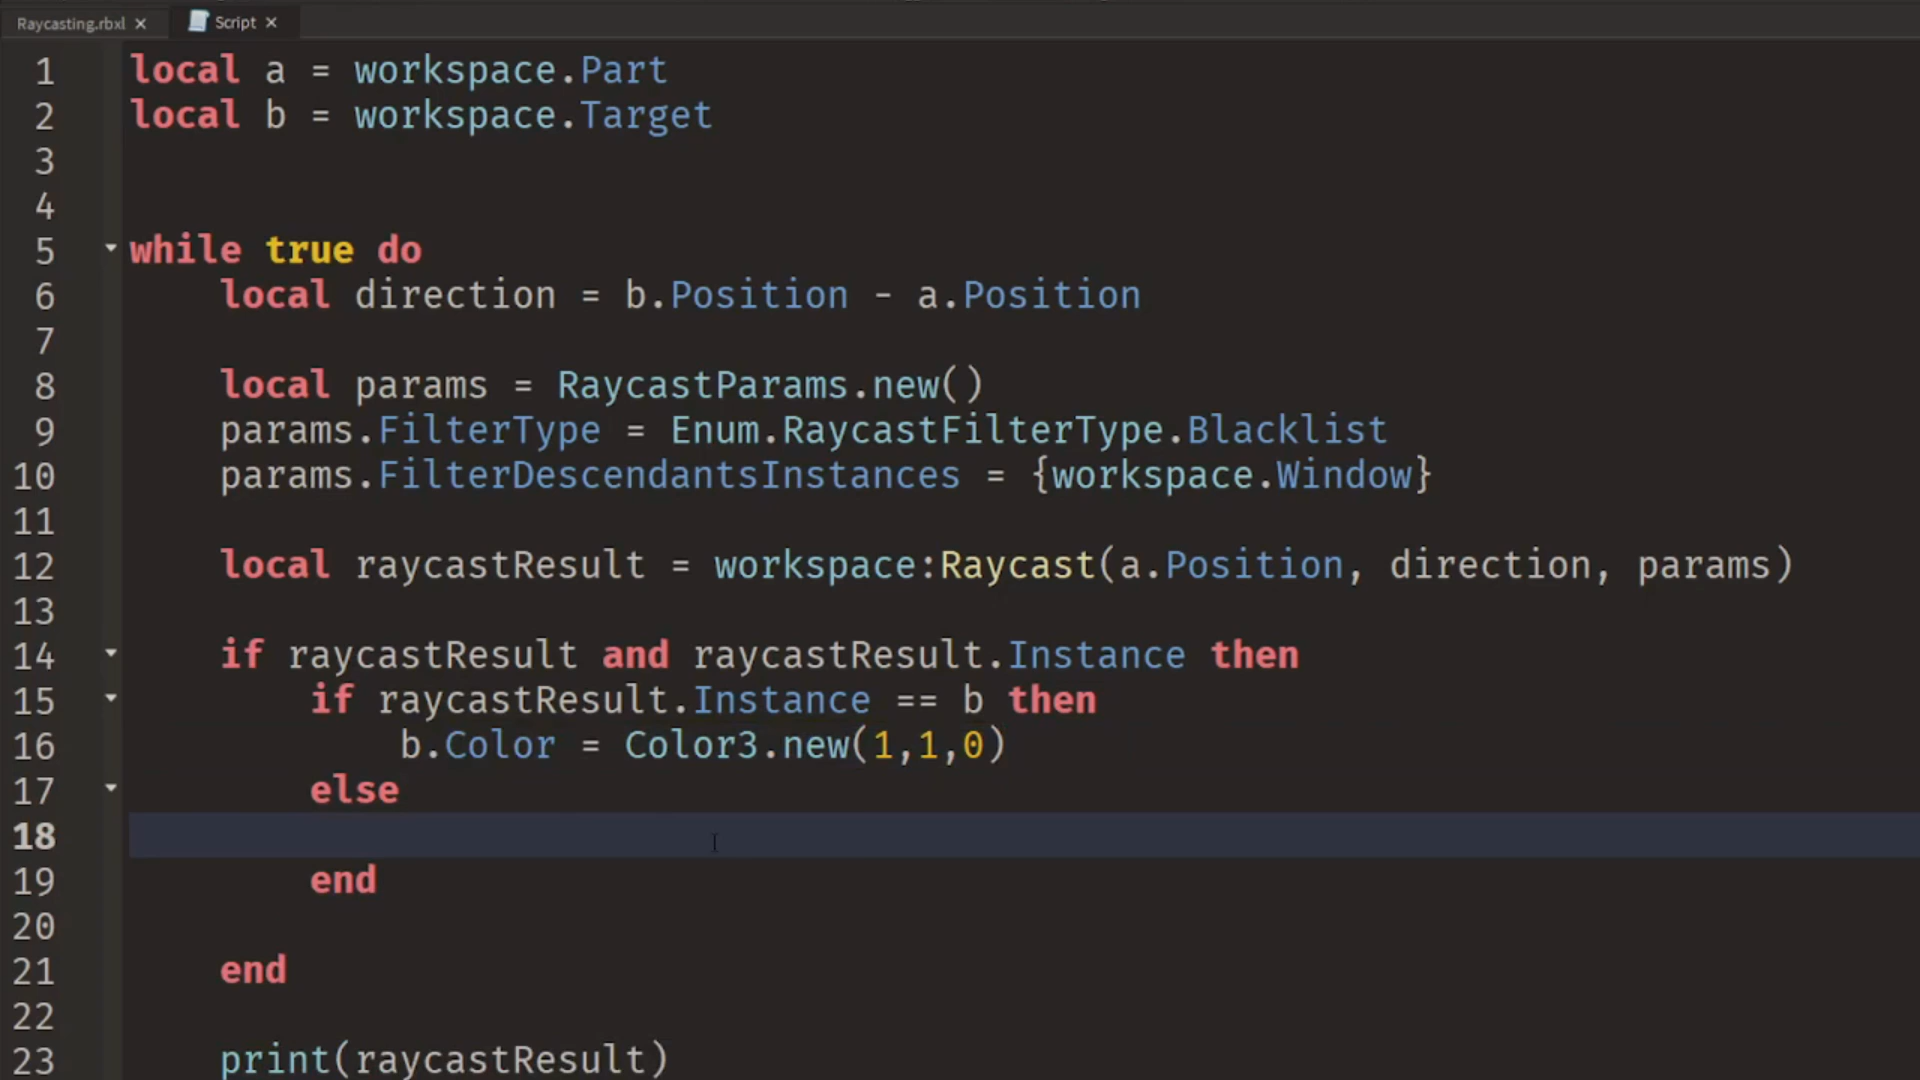 Raycasting.rbxl × Script ×
1 local a = workspace.Part
2 local b = workspace.Target
3
4
5 while true do
6 local direction = b.Position - a.Position
7
8 local params = RaycastParams.new()
9 params.FilterType = Enum.RaycastFilterType.Blacklist
10 params.FilterDescendantsInstances = {workspace.Window}
11
12 local raycastResult = workspace:Raycast(a.Position, direction, params)
13
14 if raycastResult and raycastResult.Instance then
15 if raycastResult.Instance == b then
16 b.Color = Color3.new(1,1,0)
17 else
18
19 end
20
21 end
22
23 print(raycastResult)